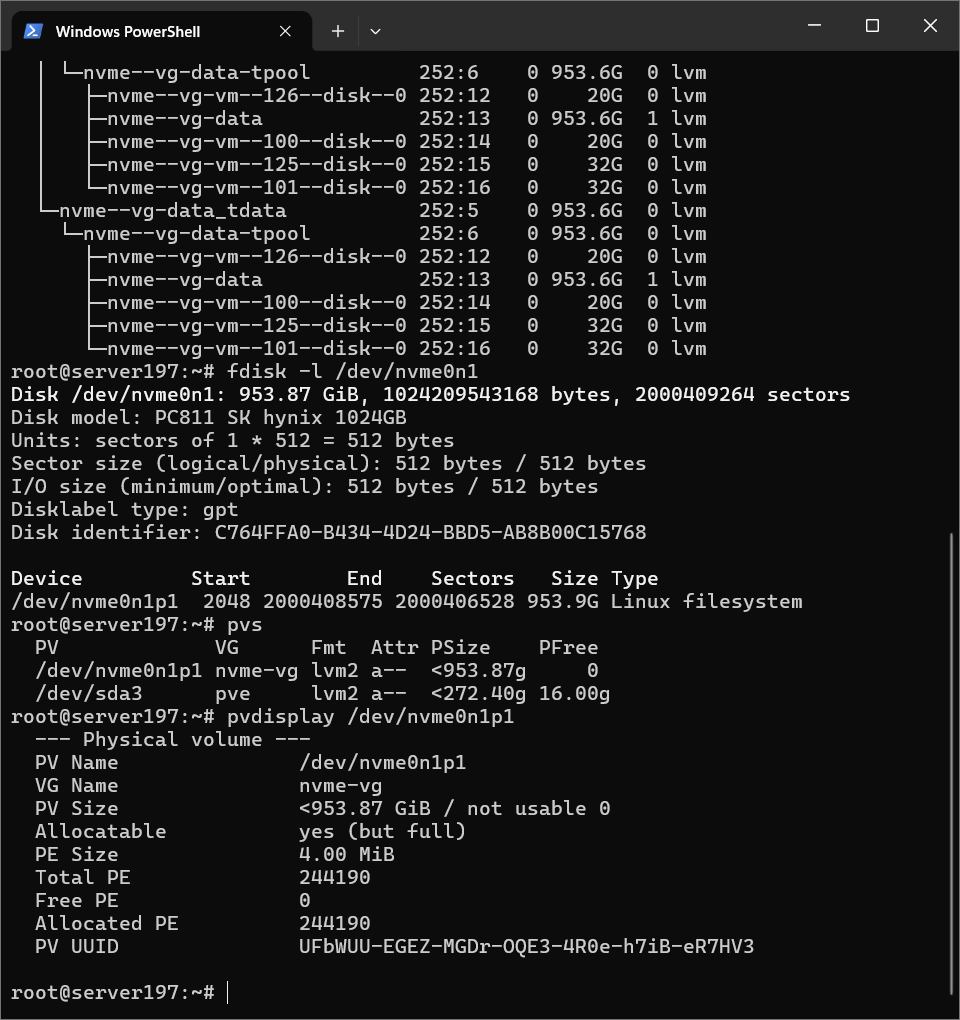 Windows PowerShell
│ └─nvme--vg-data-tpool         252:6    0 953.6G  0 lvm
│   ├─nvme--vg-vm--126--disk--0 252:12   0    20G  0 lvm
│   ├─nvme--vg-data             252:13   0 953.6G  1 lvm
│   ├─nvme--vg-vm--100--disk--0 252:14   0    20G  0 lvm
│   ├─nvme--vg-vm--125--disk--0 252:15   0    32G  0 lvm
│   └─nvme--vg-vm--101--disk--0 252:16   0    32G  0 lvm
└─nvme--vg-data_tdata           252:5    0 953.6G  0 lvm
  └─nvme--vg-data-tpool         252:6    0 953.6G  0 lvm
    ├─nvme--vg-vm--126--disk--0 252:12   0    20G  0 lvm
    ├─nvme--vg-data             252:13   0 953.6G  1 lvm
    ├─nvme--vg-vm--100--disk--0 252:14   0    20G  0 lvm
    ├─nvme--vg-vm--125--disk--0 252:15   0    32G  0 lvm
    └─nvme--vg-vm--101--disk--0 252:16   0    32G  0 lvm
root@server197:~# fdisk -l /dev/nvme0n1
Disk /dev/nvme0n1: 953.87 GiB, 1024209543168 bytes, 2000409264 sectors
Disk model: PC811 SK hynix 1024GB
Units: sectors of 1 * 512 = 512 bytes
Sector size (logical/physical): 512 bytes / 512 bytes
I/O size (minimum/optimal): 512 bytes / 512 bytes
Disklabel type: gpt
Disk identifier: C764FFA0-B434-4D24-BBD5-AB8B00C15768
Device         Start        End    Sectors   Size Type
/dev/nvme0n1p1  2048 2000408575 2000406528 953.9G Linux filesystem
root@server197:~# pvs
  PV             VG      Fmt  Attr PSize    PFree
  /dev/nvme0n1p1 nvme-vg lvm2 a--  <953.87g     0
  /dev/sda3      pve     lvm2 a--  <272.40g 16.00g
root@server197:~# pvdisplay /dev/nvme0n1p1
  --- Physical volume ---
  PV Name               /dev/nvme0n1p1
  VG Name               nvme-vg
  PV Size               <953.87 GiB / not usable 0
  Allocatable           yes (but full)
  PE Size               4.00 MiB
  Total PE              244190
  Free PE               0
  Allocated PE          244190
  PV UUID               UFbWUU-EGEZ-MGDr-OQE3-4R0e-h7iB-eR7HV3
root@server197:~#